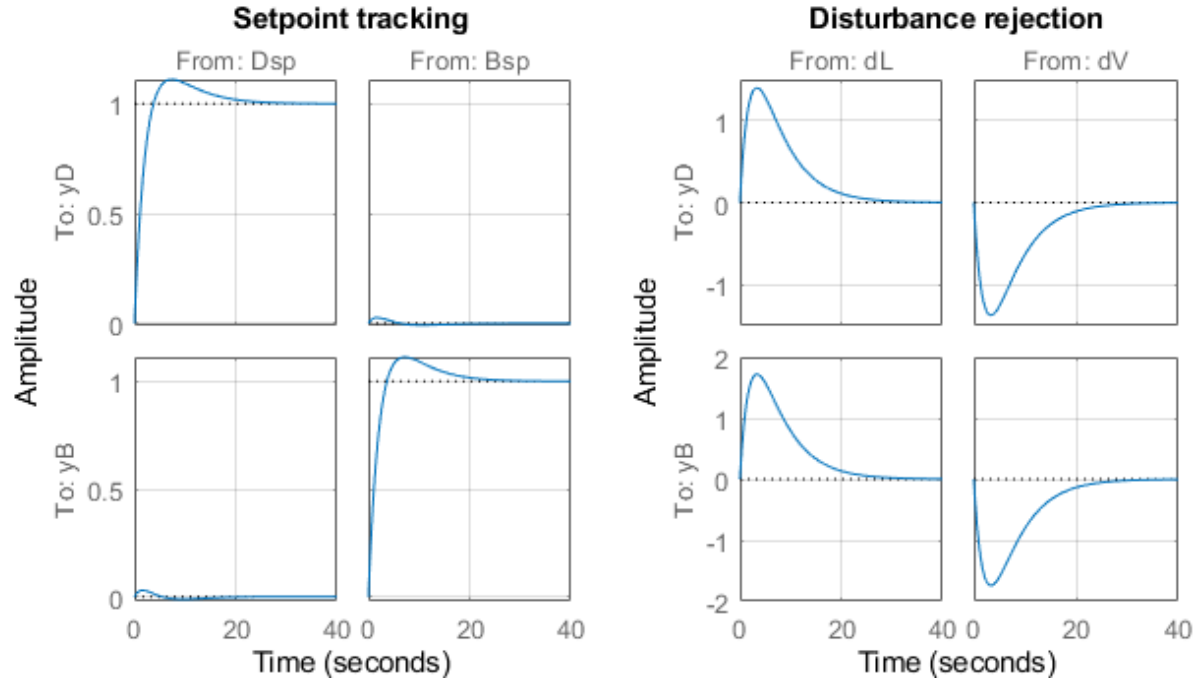 Setpoint tracking
From: Dsp
From: Bsp
To: yD
1
0.5
0
To: yB
1
0.5
0
Amplitude
0
20
40
0
20
40
Time (seconds)
Disturbance rejection
From: dL
From: dV
To: yD
1
0
-1
To: yB
2
1
0
-1
-2
Amplitude
0
20
40
0
20
40
Time (seconds)